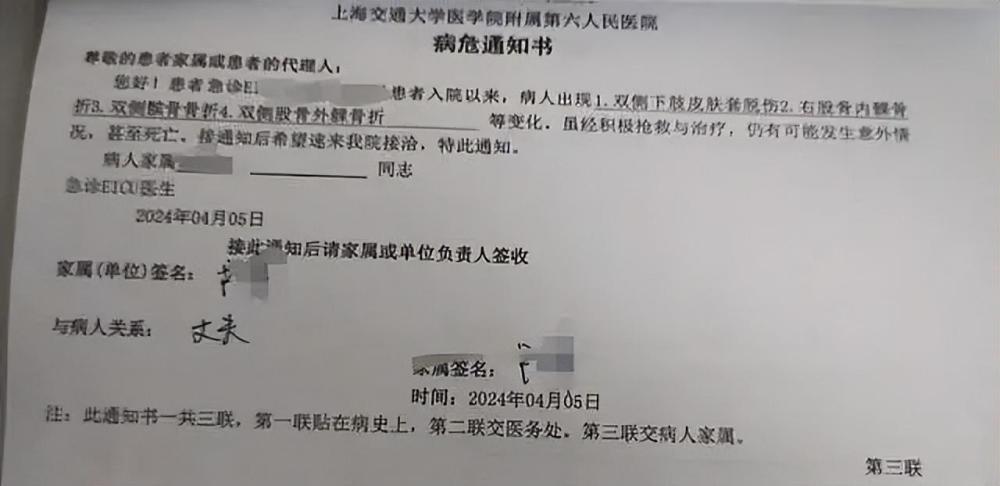 上海交通大学医学院附属第六人民医院
病危通知书
尊敬的患者家属或患者的代理人：
您好！患者急诊EI 患者入院以来，病人出现1.双侧下肢皮肤套脱伤2.右股骨内髁骨
折3.双侧髌骨骨折4.双侧股骨外髁骨折 等变化。虽经积极抢救与治疗，仍有可能发生意外情
况，甚至死亡。接通知后希望速来我院接洽，特此通知。
病人家属 同志
急诊EICU医生
2024年04月05日
接此通知后请家属或单位负责人签收
家属(单位)签名：
与病人关系： 丈夫
家属签名：
时间：2024年04月05日
注：此通知书一共三联，第一联贴在病史上，第二联交医务处。第三联交病人家属。
第三联